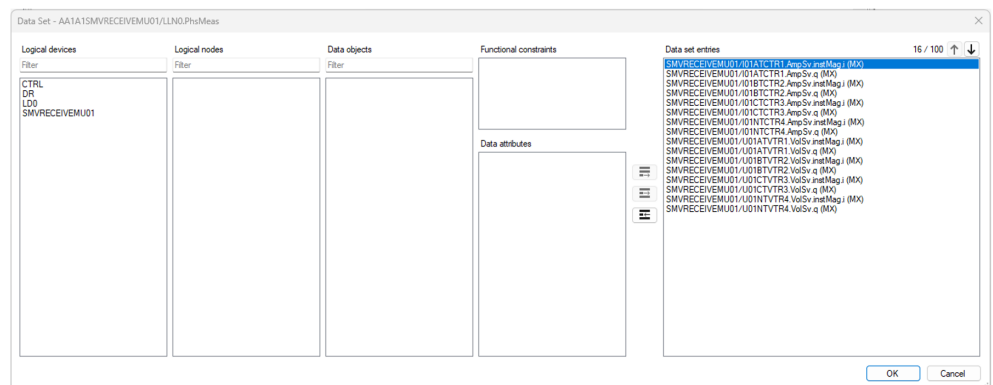 Data Set - AA1A1SMVRECEIVEMU01/LLN0.PhsMeas
Logical devices
Logical nodes
Data objects
Functional constraints
Data set entries
16 / 100
Filter
Filter
Filter
CTRL
DR
LD0
SMVRECEIVEMU01
Data attributes
SMVRECEIVEMU01/I01ATCTR1.AmpSv.instMag.i (MX)
SMVRECEIVEMU01/I01ATCTR1.AmpSv.q (MX)
SMVRECEIVEMU01/I01BTCTR2.AmpSv.instMag.i (MX)
SMVRECEIVEMU01/I01BTCTR2.AmpSv.q (MX)
SMVRECEIVEMU01/I01CTCTR3.AmpSv.instMag.i (MX)
SMVRECEIVEMU01/I01CTCTR3.AmpSv.q (MX)
SMVRECEIVEMU01/I01NTCTR4.AmpSv.instMag.i (MX)
SMVRECEIVEMU01/I01NTCTR4.AmpSv.q (MX)
SMVRECEIVEMU01/U01ATVTR1.VolSv.instMag.i (MX)
SMVRECEIVEMU01/U01ATVTR1.VolSv.q (MX)
SMVRECEIVEMU01/U01BTVTR2.VolSv.instMag.i (MX)
SMVRECEIVEMU01/U01BTVTR2.VolSv.q (MX)
SMVRECEIVEMU01/U01CTVTR3.VolSv.instMag.i (MX)
SMVRECEIVEMU01/U01CTVTR3.VolSv.q (MX)
SMVRECEIVEMU01/U01NTVTR4.VolSv.instMag.i (MX)
SMVRECEIVEMU01/U01NTVTR4.VolSv.q (MX)
OK
Cancel